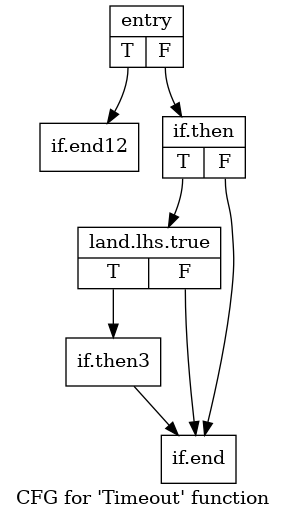 entry
T F
if.end12
if.then
T F
land.lhs.true
T F
if.then3
if.end
CFG for 'Timeout' function